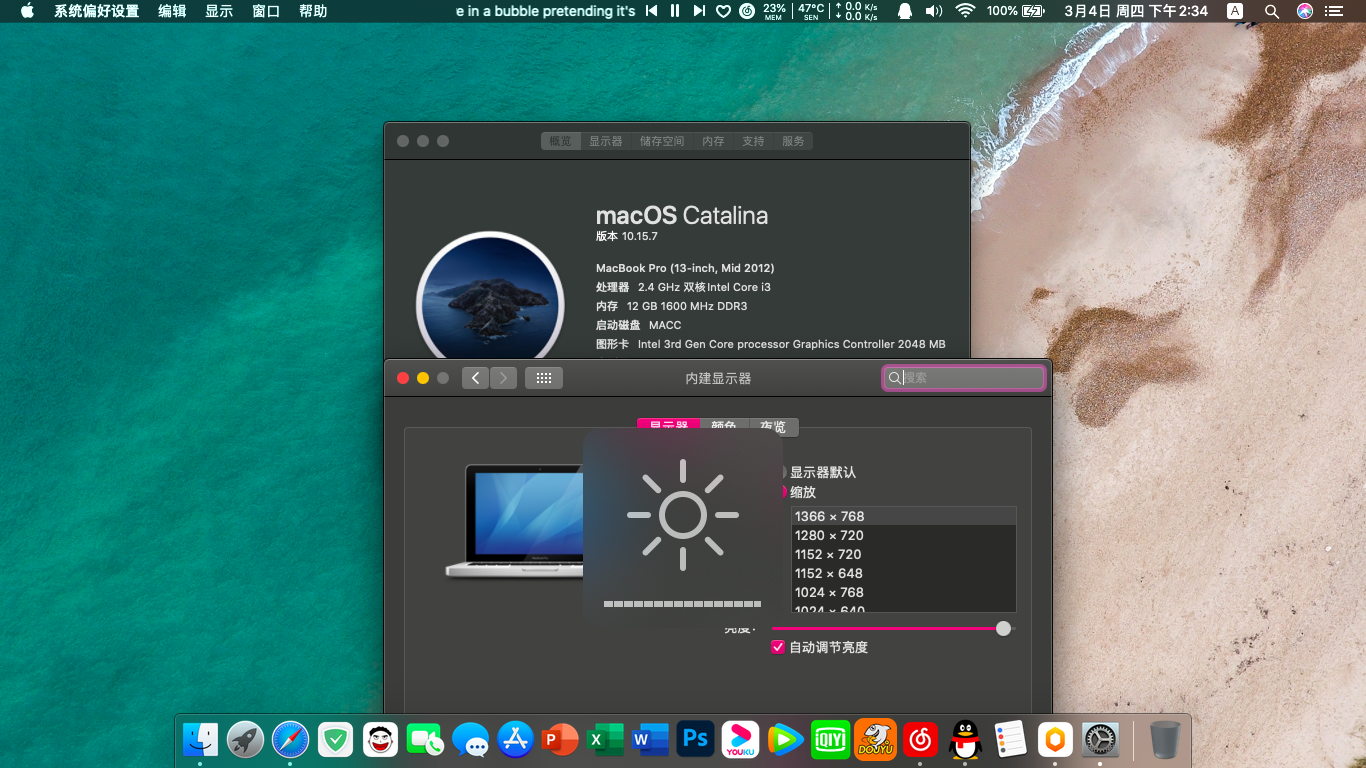 系统偏好设置 编辑 显示 窗口 帮助 e in a bubble pretending it's 23% MEM 47°C SEN 0.0 K/s 0.0 K/s 100% 3月4日 周四 下午2:34 A
概览 显示器 储存空间 内存 支持 服务
macOS Catalina
版本 10.15.7
MacBook Pro (13-inch, Mid 2012)
处理器 2.4 GHz 双核Intel Core i3
内存 12 GB 1600 MHz DDR3
启动磁盘 MACC
图形卡 Intel 3rd Gen Core processor Graphics Controller 2048 MB
内建显示器 搜索
显示器 颜色 夜览
显示器默认
缩放
1366 × 768
1280 × 720
1152 × 720
1152 × 648
1024 × 768
1024 × 640
亮度:
自动调节亮度
P X W Ps YOUKU iQIY DOUYU